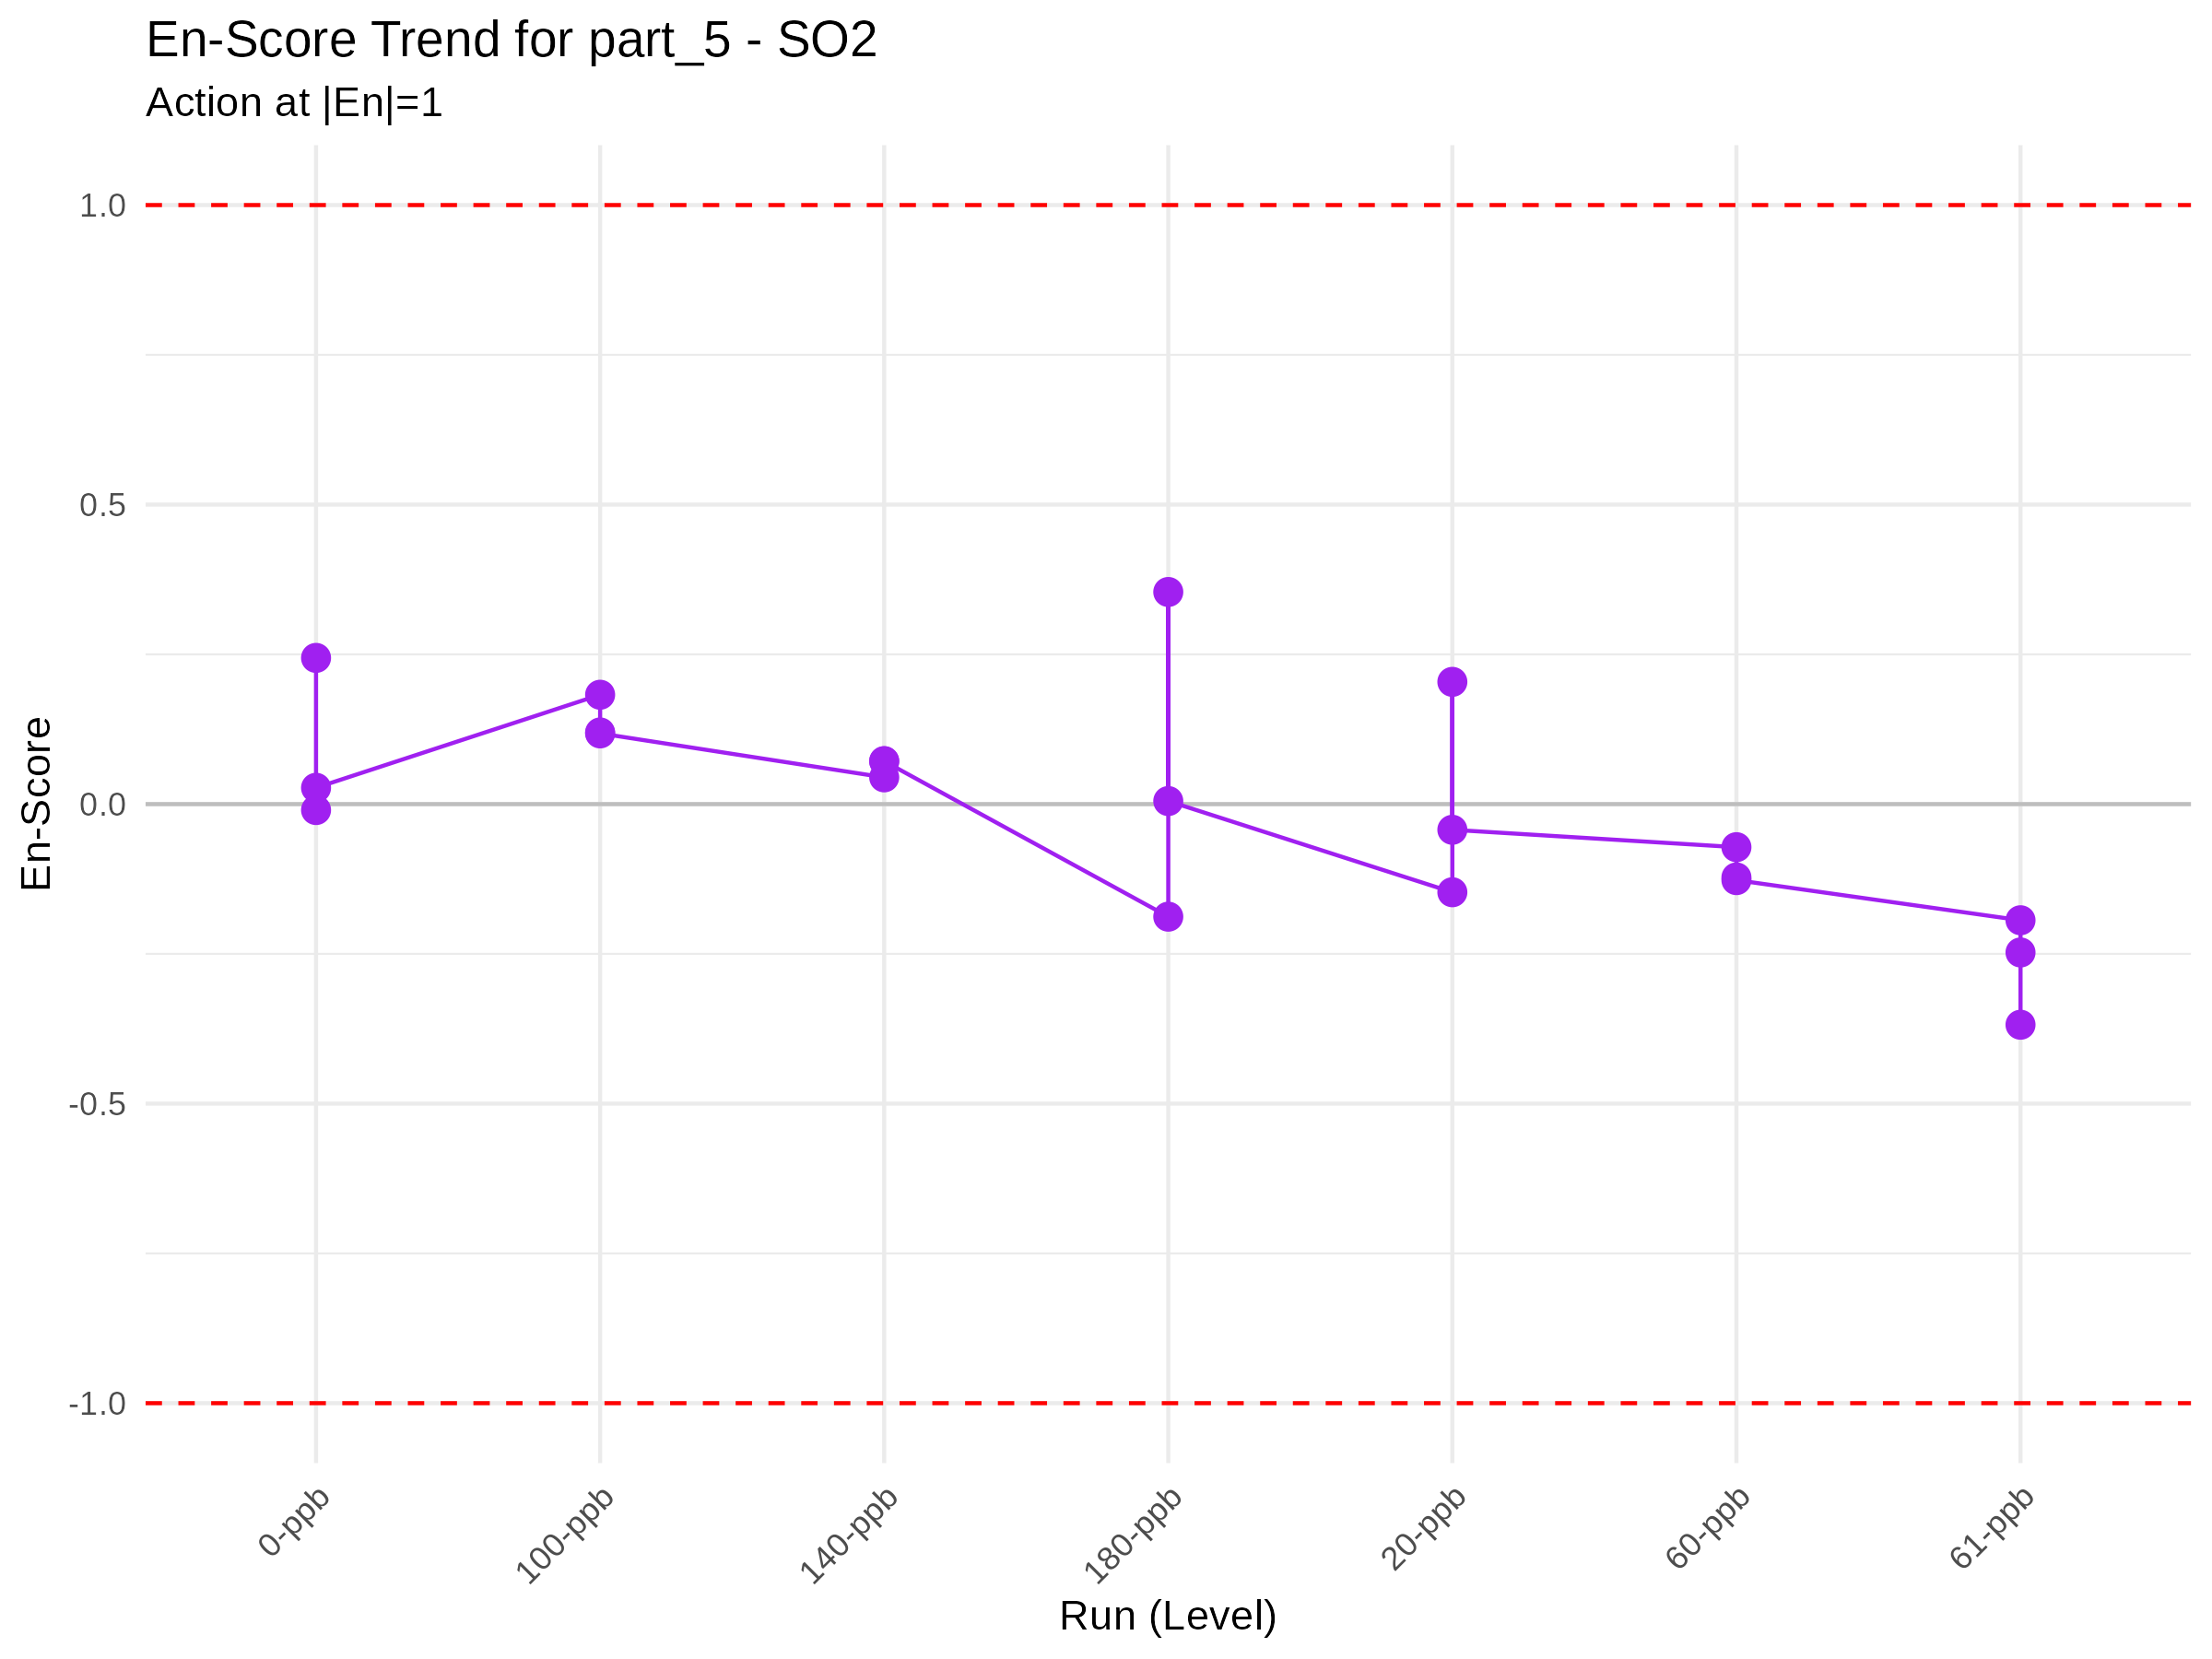 En-Score Trend for part_5 - SO2
Action at |En|=1
1.0
0.5
0.0
-0.5
-1.0
En-Score
0-ppb
100-ppb
140-ppb
180-ppb
20-ppb
60-ppb
61-ppb
Run (Level)